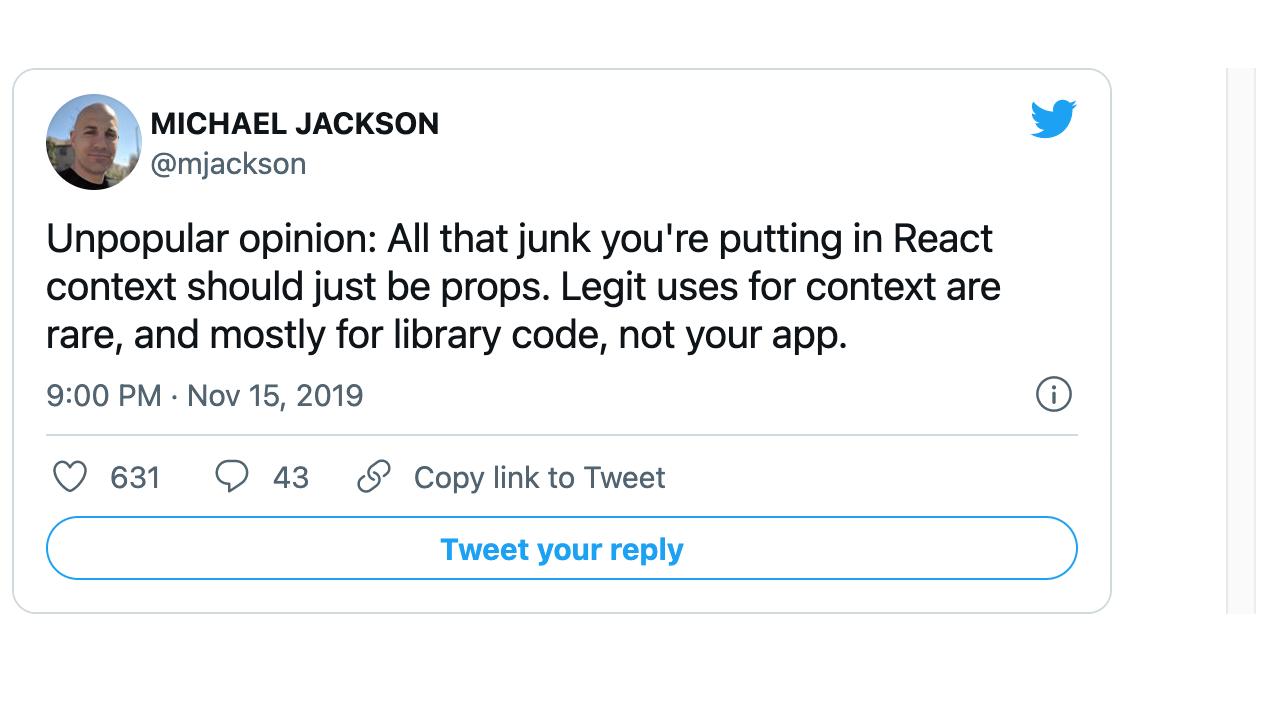 MICHAEL JACKSON
@mjackson
Unpopular opinion: All that junk you're putting in React
context should just be props. Legit uses for context are
rare, and mostly for library code, not your app.
9:00 PM · Nov 15, 2019
631 43 Copy link to Tweet
Tweet your reply